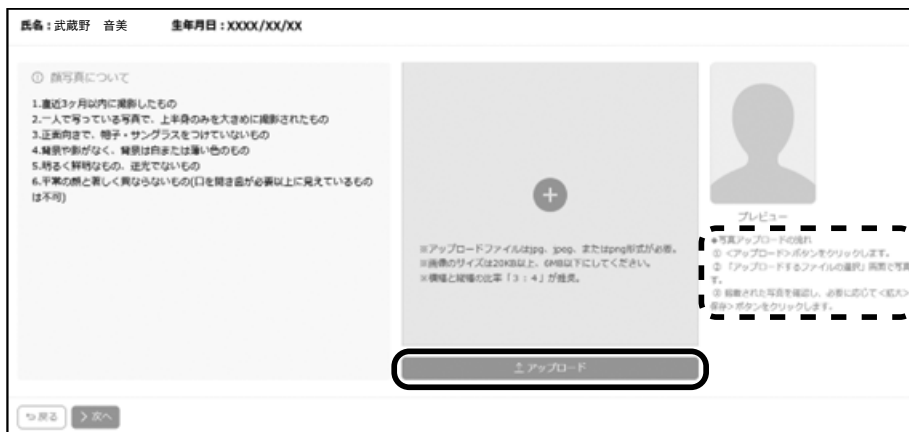 氏名：武蔵野　音美　生年月日：XXXX/XX/XX
顔写真について
1.直近3ヶ月以内に撮影したもの
2.一人で写っている写真で、上半身のみを大きめに撮影されたもの
3.正面向きで、帽子・サングラスをつけていないもの
4.背景や影がなく、背景は白または薄い色のもの
5.明るく鮮明なもの、逆光でないもの
6.平常の顔と著しく異ならないもの(口を開き歯が必要以上に見えているもの
は不可)
※アップロードファイルはjpg、jpeg、またはpng形式が必要。
※画像のサイズは20KB以上、6MB以下にしてください。
※横幅と縦幅の比率「3：4」が推奨。
アップロード
プレビュー
●写真アップロードの流れ
① <アップロード>ボタンをクリックします。
② 「アップロードするファイルの選択」画面で写真
す。
③ 掲載された写真を確認し、必要に応じて<拡大>
保存>ボタンをクリックします。
戻る
次へ